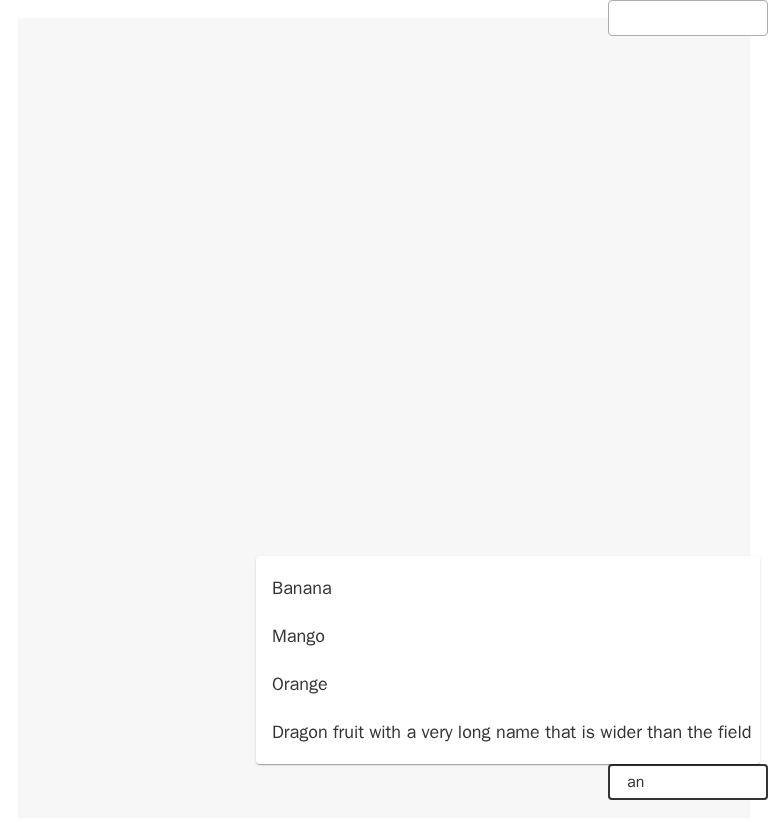 Banana
Mango
Orange
Dragon fruit with a very long name that is wider than the field
an